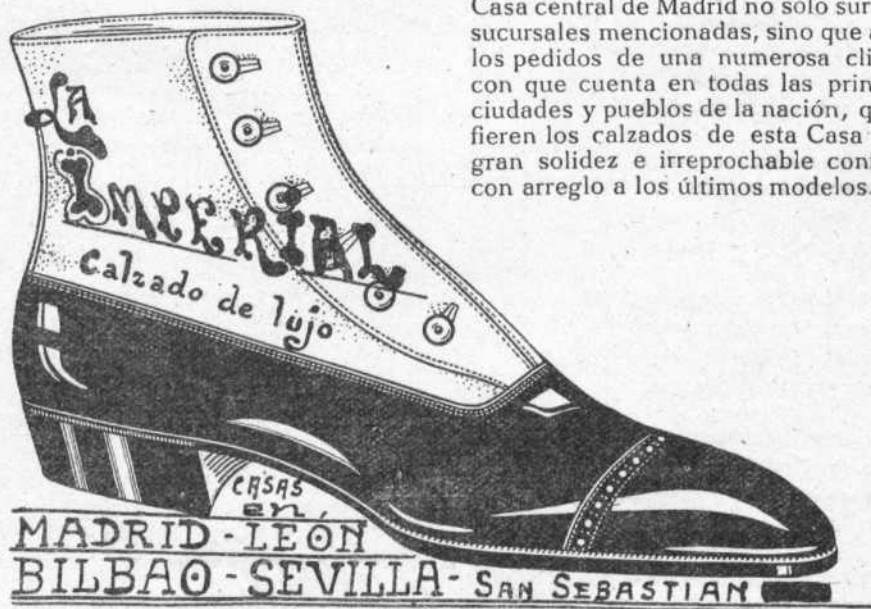 Casa central de Madrid no sólo sur
sucursales mencionadas, sino que a
los pedidos de una numerosa cli
con que cuenta en todas las prin
ciudades y pueblos de la nación, q
fieren los calzados de esta Casa
gran solidez e irreprochable con
con arreglo a los últimos modelos.
LA
IMPERIAL
Calzado de lujo
CASAS
en
MADRID - LEÓN
BILBAO - SEVILLA - SAN SEBASTIAN